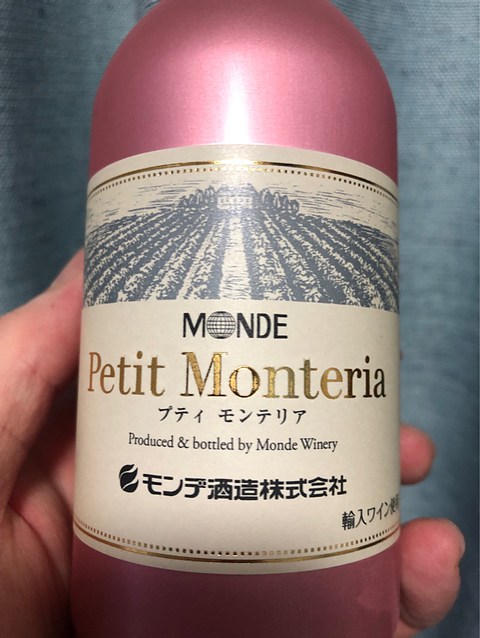 MONDE
Petit Monteria
プティ モンテリア
Produced & bottled by Monde Winery
モンデ酒造株式会社
輸入ワイン使